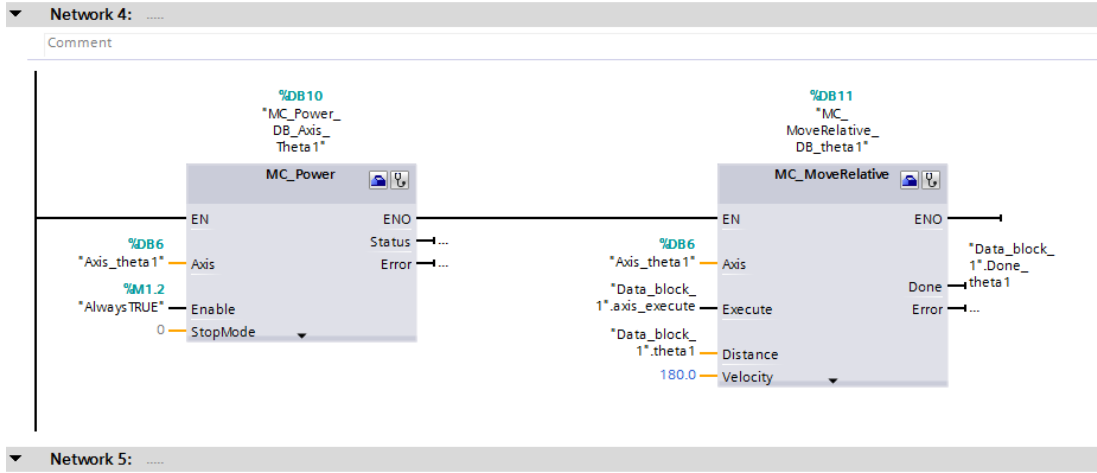 Network 4: .....
Comment
%DB10
"MC_Power_
DB_Axis_
Theta1"
MC_Power
EN
ENO
Status
...
%DB6
"Axis_theta1"
Axis
Error
...
%M1.2
"AlwaysTRUE"
Enable
0
StopMode
%DB11
"MC_
MoveRelative_
DB_theta1"
MC_MoveRelative
EN
ENO
%DB6
"Axis_theta1"
Axis
"Data_block_
1".Done_
theta1
Done
"Data_block_
1".axis_execute
Execute
Error
...
"Data_block_
1".theta1
Distance
180.0
Velocity
Network 5: .....